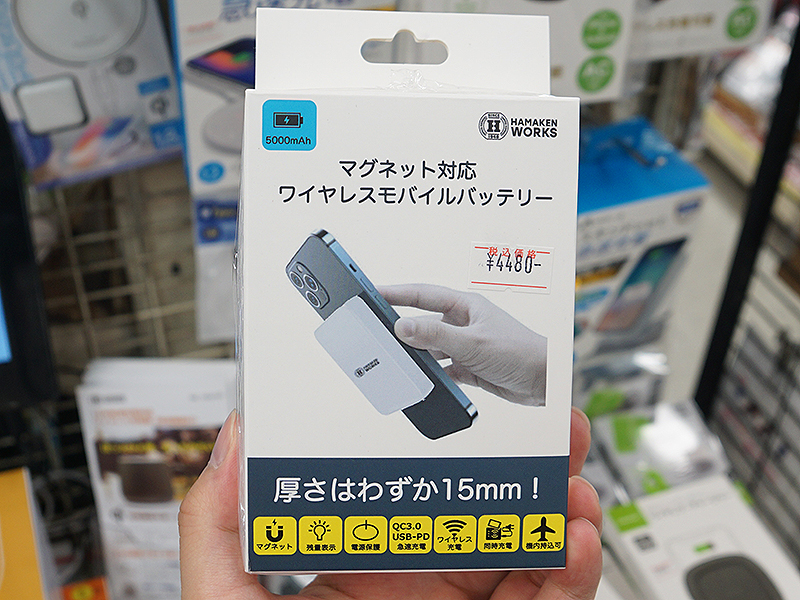 5000mAh
SINCE
H
1948
HAMAKEN
WORKS
マグネット対応
ワイヤレスモバイルバッテリー
税込価格
¥4480-
H
HAMAKEN
WORKS
厚さはわずか15mm！
マグネット
残量表示
電源保護
QC3.0
USB-PD
急速充電
ワイヤレス
充電
同時充電
機内持込可